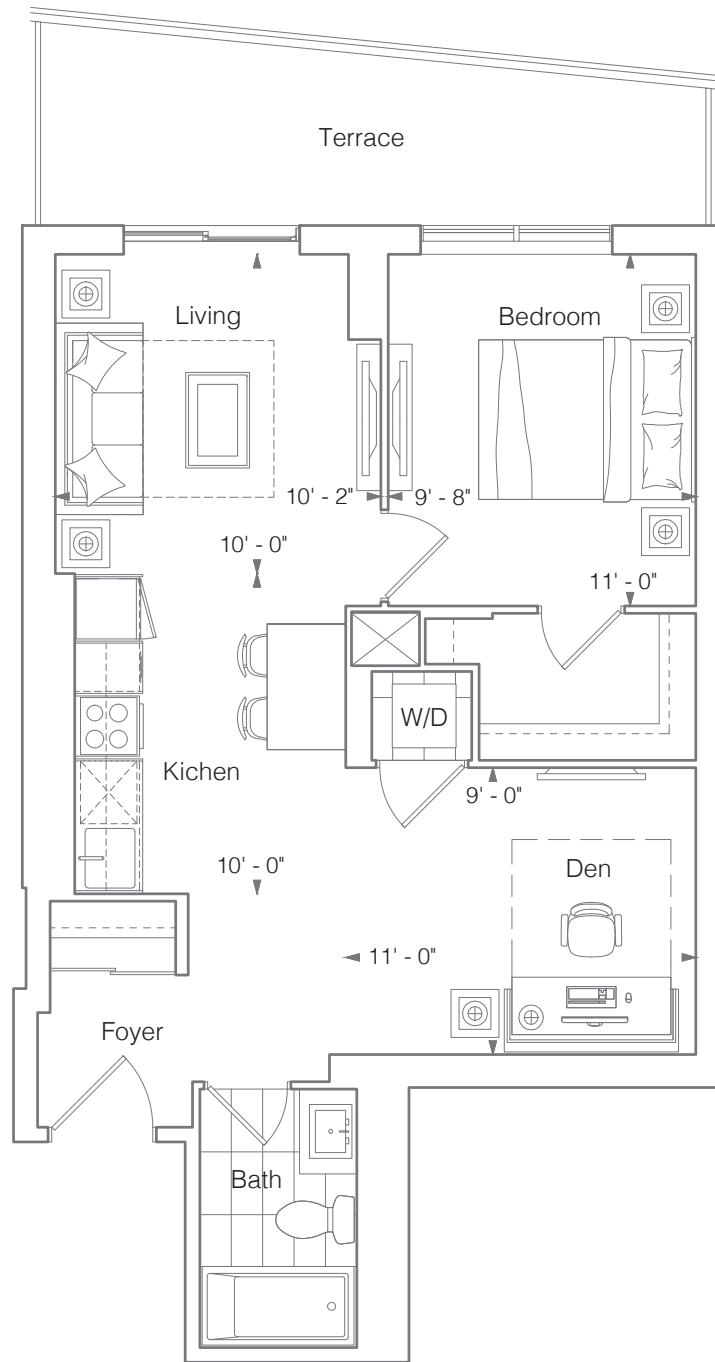 Terrace
Living
Bedroom
10' - 2"
9' - 8"
10' - 0"
11' - 0"
W/D
Kichen
9' - 0"
10' - 0"
Den
11' - 0"
Foyer
Bath